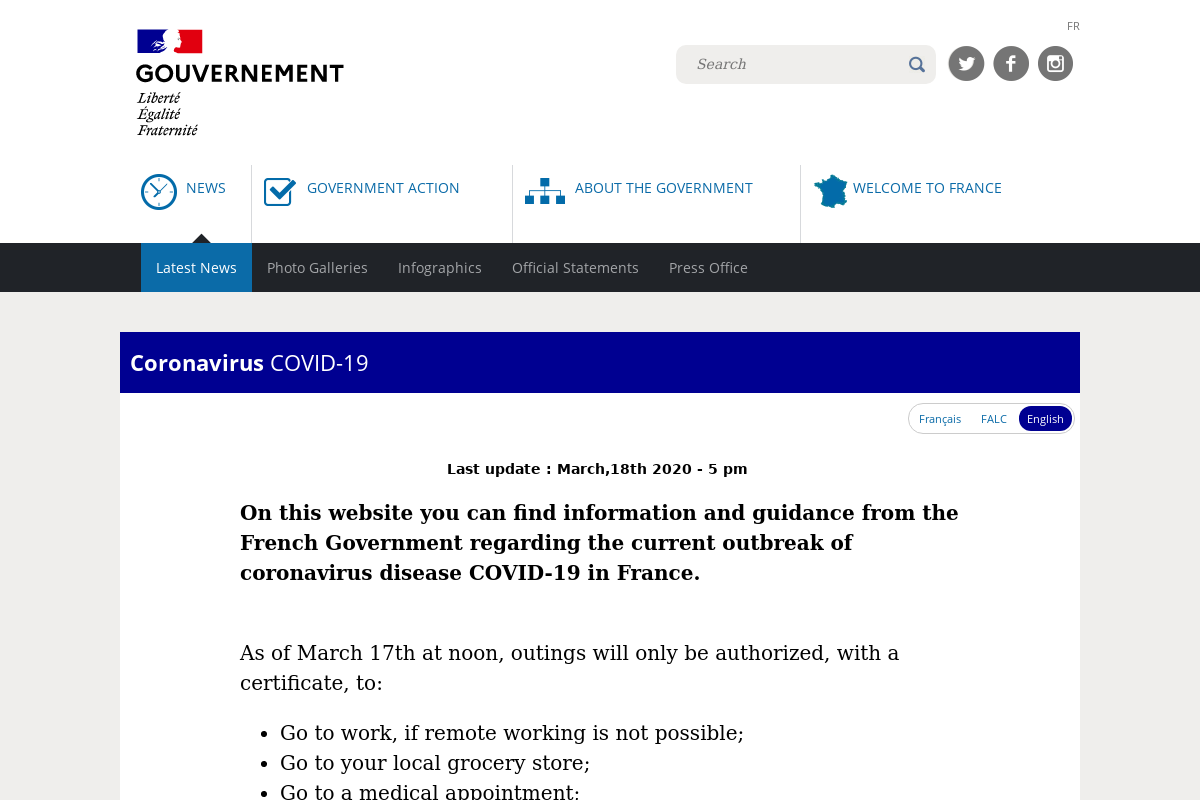 FR
GOUVERNEMENT
Liberté
Égalité
Fraternité
Search
NEWS
GOVERNMENT ACTION
ABOUT THE GOVERNMENT
WELCOME TO FRANCE
Latest News
Photo Galleries
Infographics
Official Statements
Press Office
Coronavirus COVID-19
Français
FALC
English
Last update : March,18th 2020 - 5 pm
On this website you can find information and guidance from the
French Government regarding the current outbreak of
coronavirus disease COVID-19 in France.
As of March 17th at noon, outings will only be authorized, with a
certificate, to:
• Go to work, if remote working is not possible;
• Go to your local grocery store;
• Go to a medical appointment;